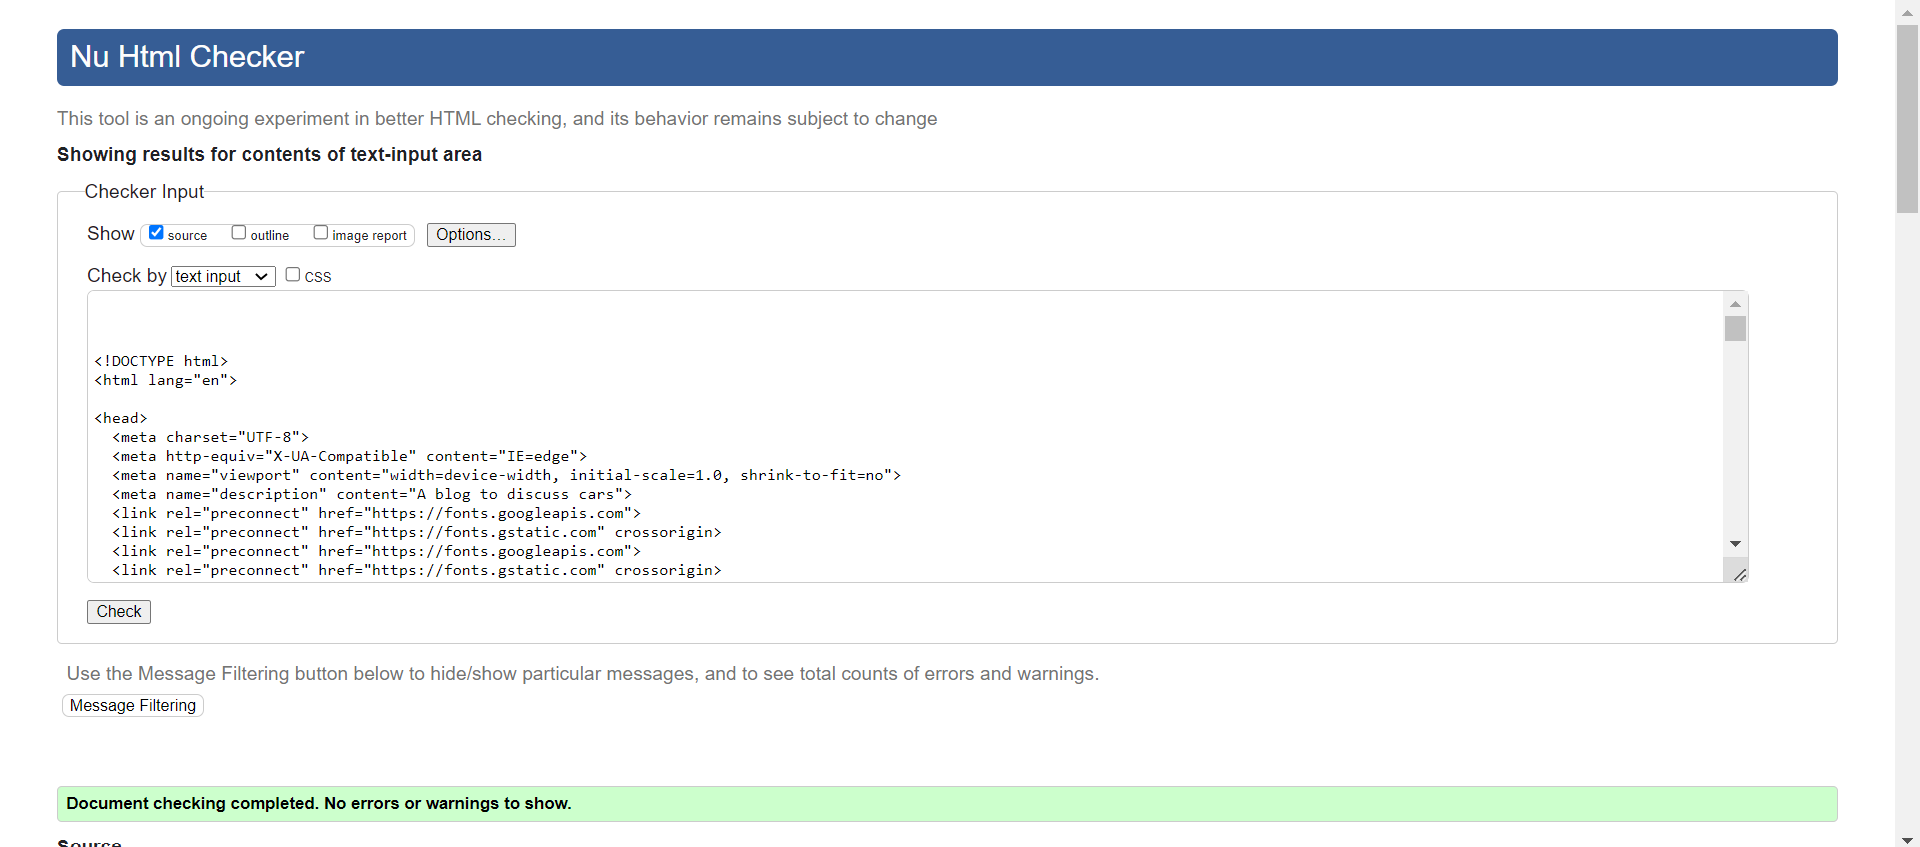 Nu Html Checker
This tool is an ongoing experiment in better HTML checking, and its behavior remains subject to change
Showing results for contents of text-input area
Checker Input
Show source outline image report Options...
Check by text input CSS
<!DOCTYPE html>
<html lang="en">
<head>
<meta charset="UTF-8">
<meta http-equiv="X-UA-Compatible" content="IE=edge">
<meta name="viewport" content="width=device-width, initial-scale=1.0, shrink-to-fit=no">
<meta name="description" content="A blog to discuss cars">
<link rel="preconnect" href="https://fonts.googleapis.com">
<link rel="preconnect" href="https://fonts.gstatic.com" crossorigin>
<link rel="preconnect" href="https://fonts.googleapis.com">
<link rel="preconnect" href="https://fonts.gstatic.com" crossorigin>
Check
Use the Message Filtering button below to hide/show particular messages, and to see total counts of errors and warnings.
Message Filtering
Document checking completed. No errors or warnings to show.
Source